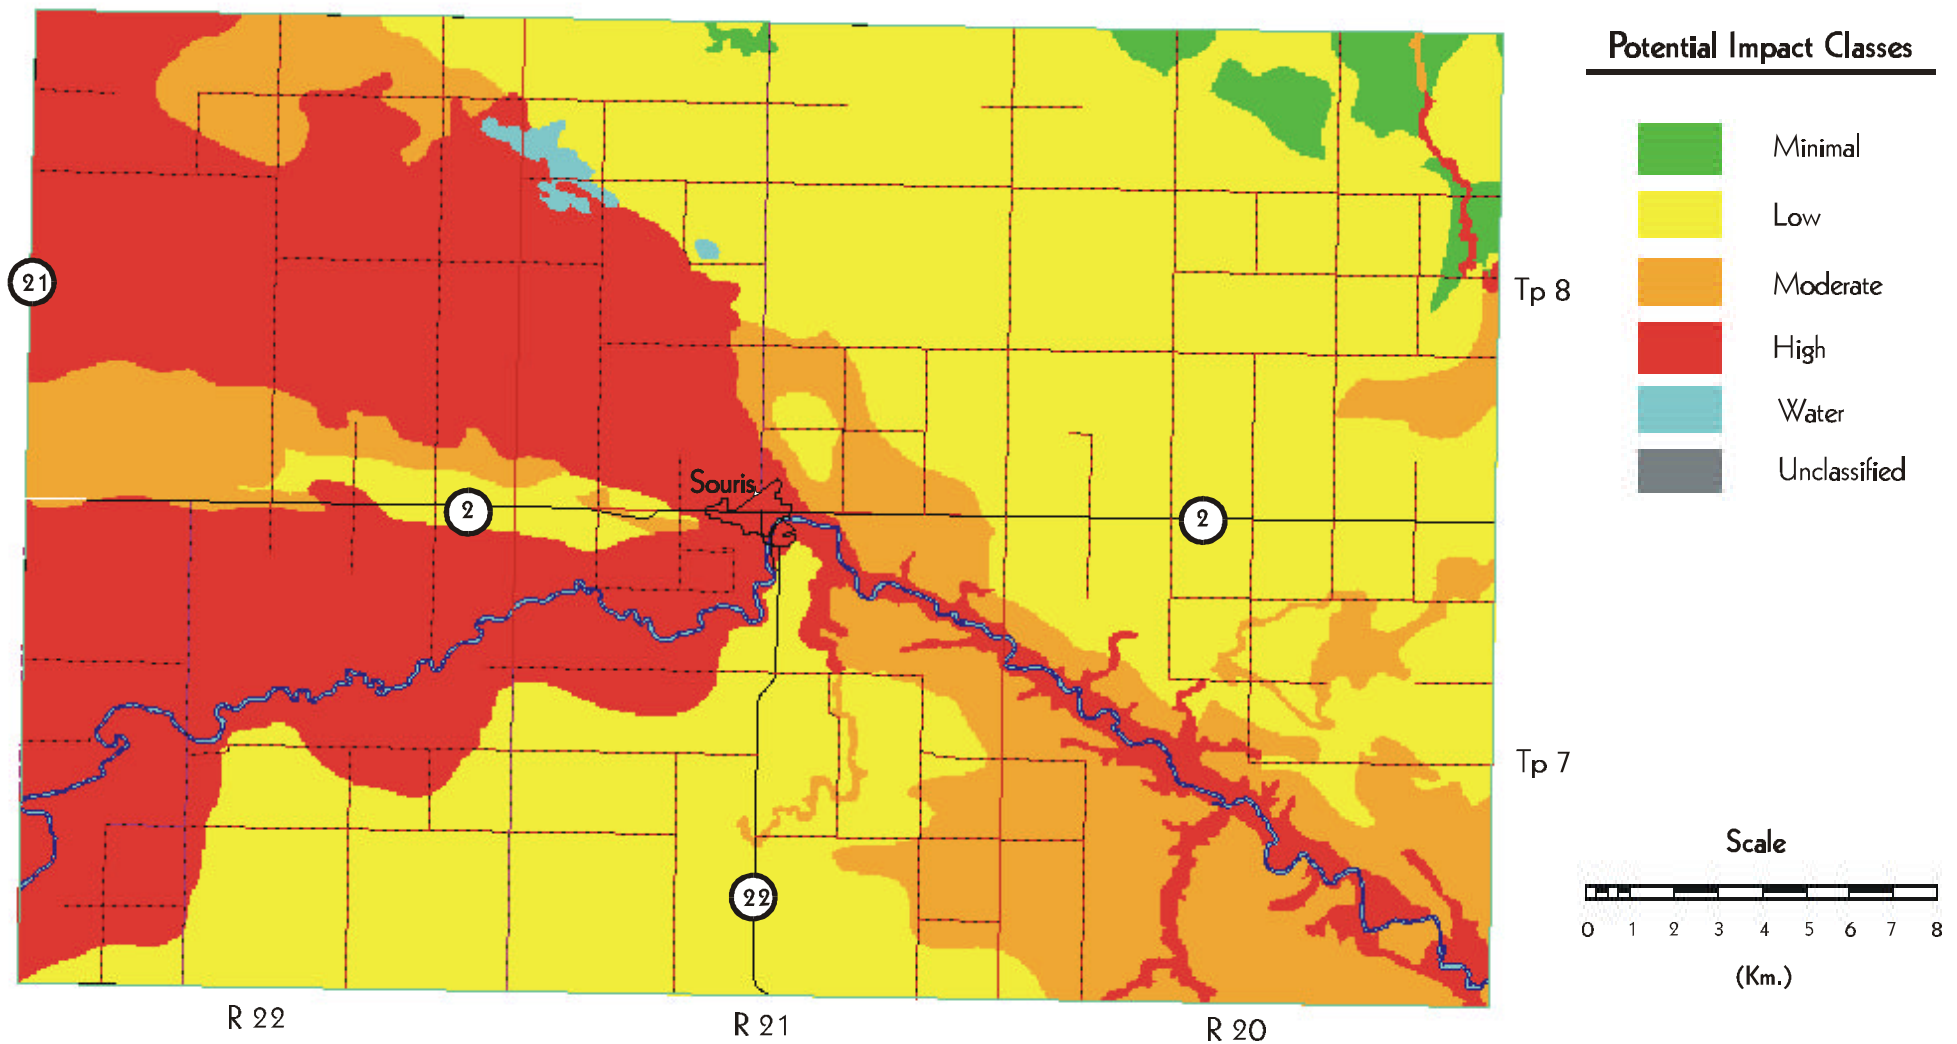 Potential Impact Classes
Minimal
Low
Moderate
High
Water
Unclassified
21
Tp 8
Souris
2
2
Tp 7
22
Scale
0 1 2 3 4 5 6 7 8
(Km.)
R 22
R 21
R 20